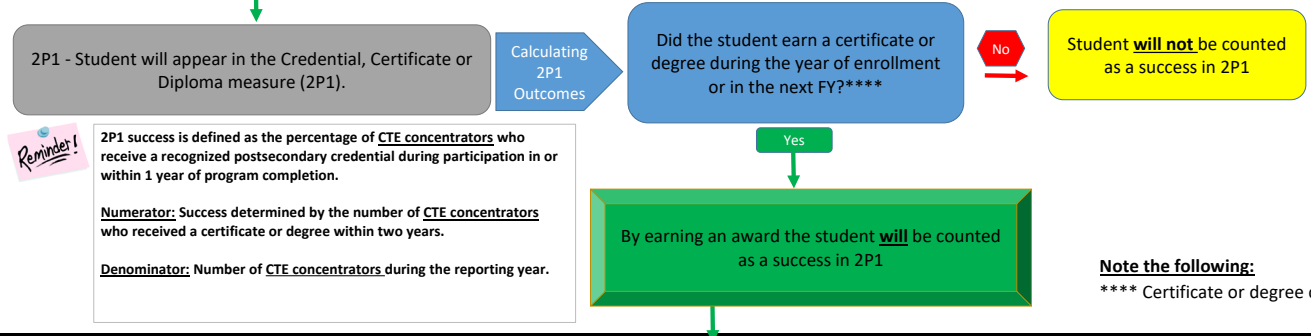 2P1 - Student will appear in the Credential, Certificate or
Diploma measure (2P1).
Calculating
2P1
Outcomes
Did the student earn a certificate or
degree during the year of enrollment
or in the next FY?****
No
Student will not be counted
as a success in 2P1
Reminder!
2P1 success is defined as the percentage of CTE concentrators who
receive a recognized postsecondary credential during participation in or
within 1 year of program completion.
Numerator: Success determined by the number of CTE concentrators
who received a certificate or degree within two years.
Denominator: Number of CTE concentrators during the reporting year.
Yes
By earning an award the student will be counted
as a success in 2P1
Note the following:
**** Certificate or degree